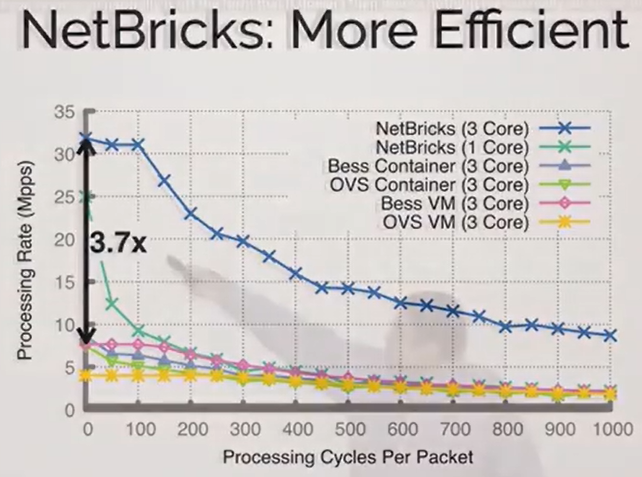 NetBricks: More Efficient
35
30
25
20
15
10
5
0
Processing Rate (Mpps)
3.7x
NetBricks (3 Core)
NetBricks (1 Core)
Bess Container (3 Core)
OVS Container (3 Core)
Bess VM (3 Core)
OVS VM (3 Core)
0 100 200 300 400 500 600 700 800 900 1000
Processing Cycles Per Packet